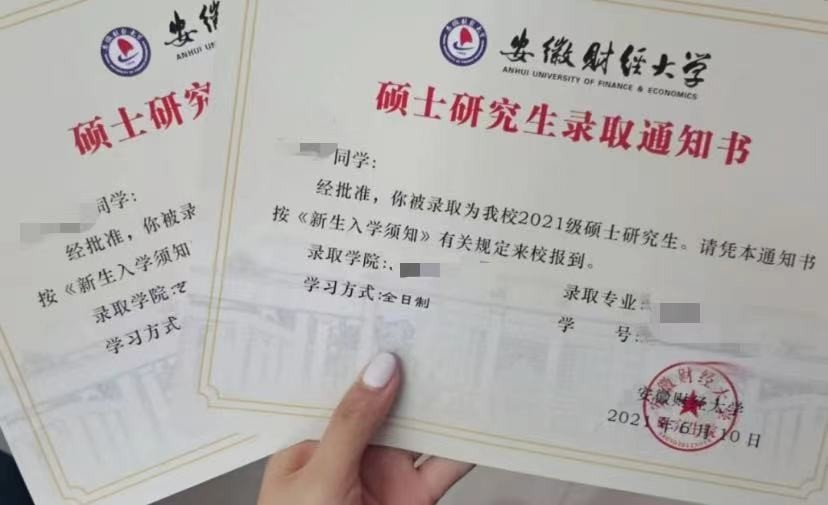 安徽财经大学
ANHUI UNI
硕士研究
同学：
经批准，你被录
按《新生入学须知
录取学院：
学习方式
安徽财经大学
ANHUI UNIVERSITY OF FINANCE & ECONOMICS
硕士研究生录取通知书
同学：
经批准，你被录取为我校2021级硕士研究生。请凭本通知书
按《新生入学须知》有关规定来校报到。
录取学院：
录取专业：
学习方式：全日制
学 号：
安徽财经大学
2021年6月10日